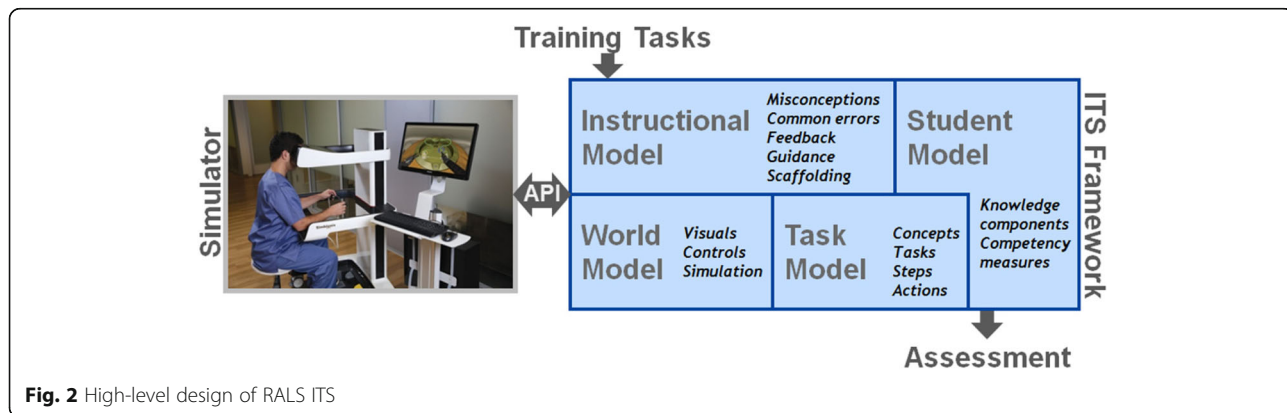 Training Tasks
Simulator
API
Instructional
Model
Misconceptions
Common errors
Feedback
Guidance
Scaffolding
Student
Model
Knowledge
components
Competency
measures
World
Model
Visuals
Controls
Simulation
Task
Model
Concepts
Tasks
Steps
Actions
ITS Framework
Assessment
Fig. 2 High-level design of RALS ITS